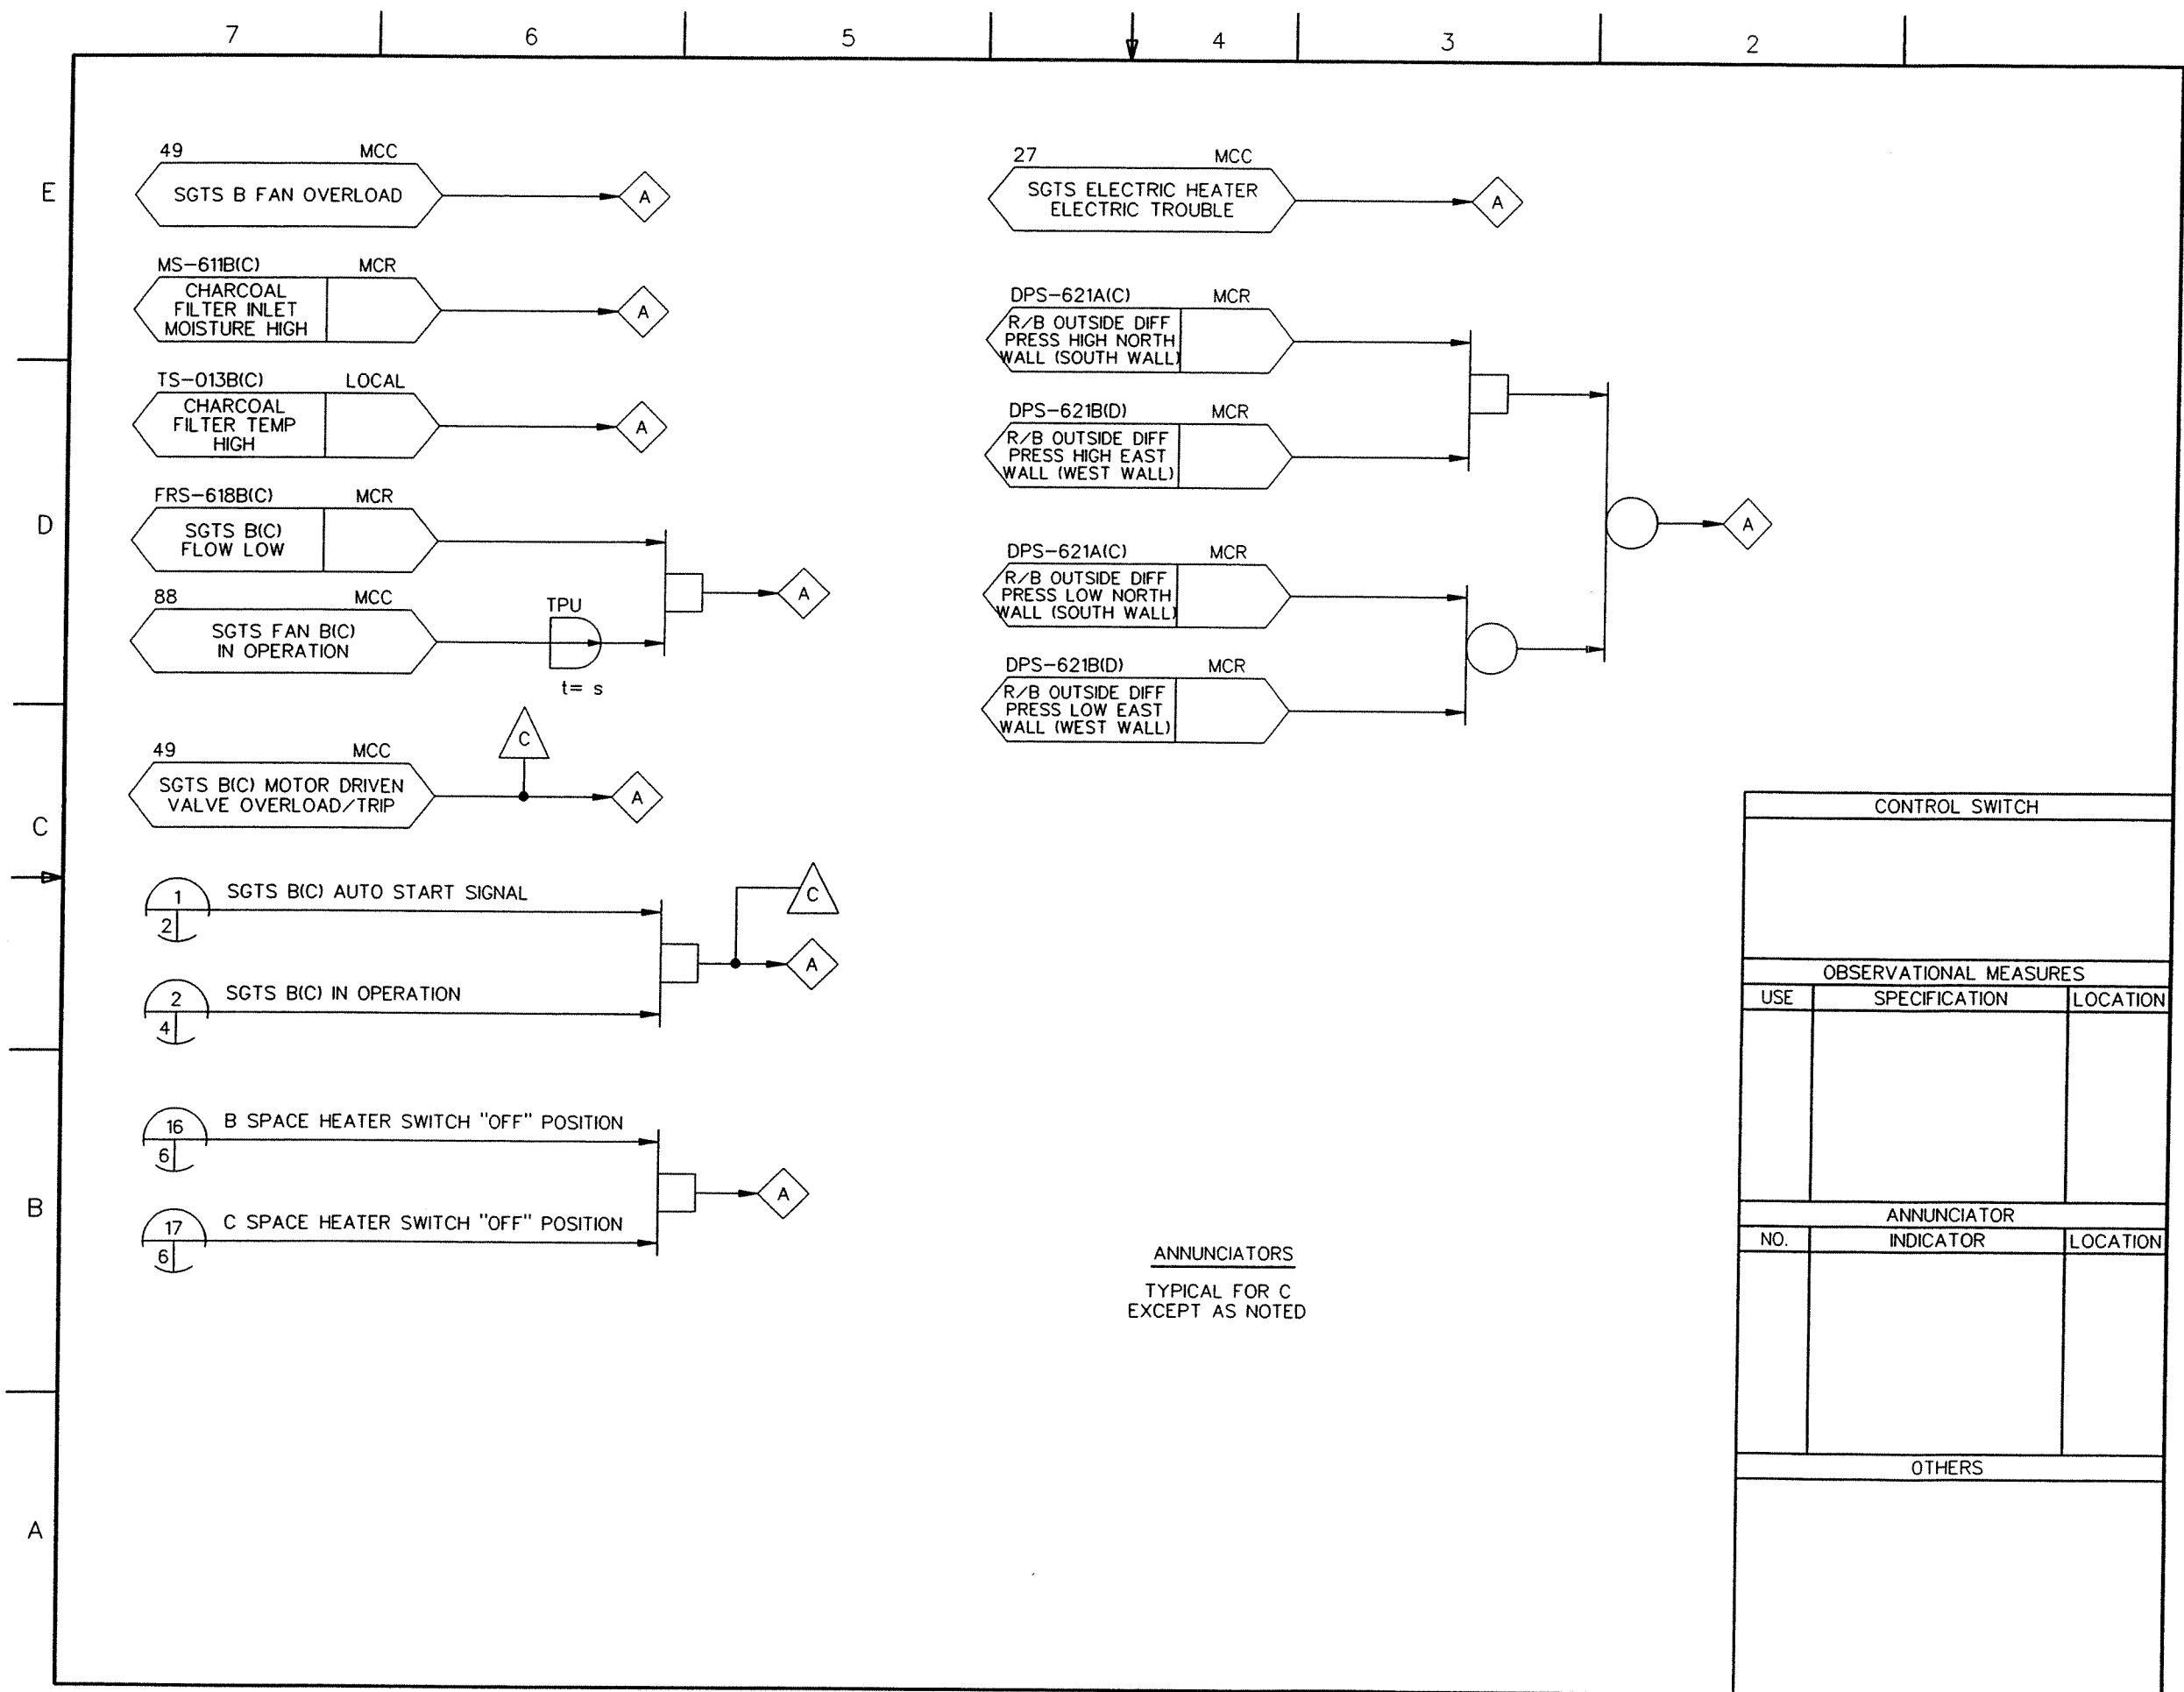 7 6 5 4 3 2
E
D
C
B
A
49 MCC
SGTS B FAN OVERLOAD
A
MS-611B(C) MCR
CHARCOAL
FILTER INLET
MOISTURE HIGH
A
TS-013B(C) LOCAL
CHARCOAL
FILTER TEMP
HIGH
A
FRS-618B(C) MCR
SGTS B(C)
FLOW LOW
88 MCC
SGTS FAN B(C)
IN OPERATION
TPU
t= s
A
49 MCC
SGTS B(C) MOTOR DRIVEN
VALVE OVERLOAD/TRIP
C
A
1
2
SGTS B(C) AUTO START SIGNAL
2
4
SGTS B(C) IN OPERATION
C
A
16
6
B SPACE HEATER SWITCH "OFF" POSITION
17
6
C SPACE HEATER SWITCH "OFF" POSITION
A
27 MCC
SGTS ELECTRIC HEATER
ELECTRIC TROUBLE
A
DPS-621A(C) MCR
R/B OUTSIDE DIFF
PRESS HIGH NORTH
WALL (SOUTH WALL)
DPS-621B(D) MCR
R/B OUTSIDE DIFF
PRESS HIGH EAST
WALL (WEST WALL)
DPS-621A(C) MCR
R/B OUTSIDE DIFF
PRESS LOW NORTH
WALL (SOUTH WALL)
DPS-621B(D) MCR
R/B OUTSIDE DIFF
PRESS LOW EAST
WALL (WEST WALL)
A
ANNUNCIATORS
TYPICAL FOR C
EXCEPT AS NOTED
CONTROL SWITCH
OBSERVATIONAL MEASURES
USE SPECIFICATION LOCATION
ANNUNCIATOR
NO. INDICATOR LOCATION
OTHERS